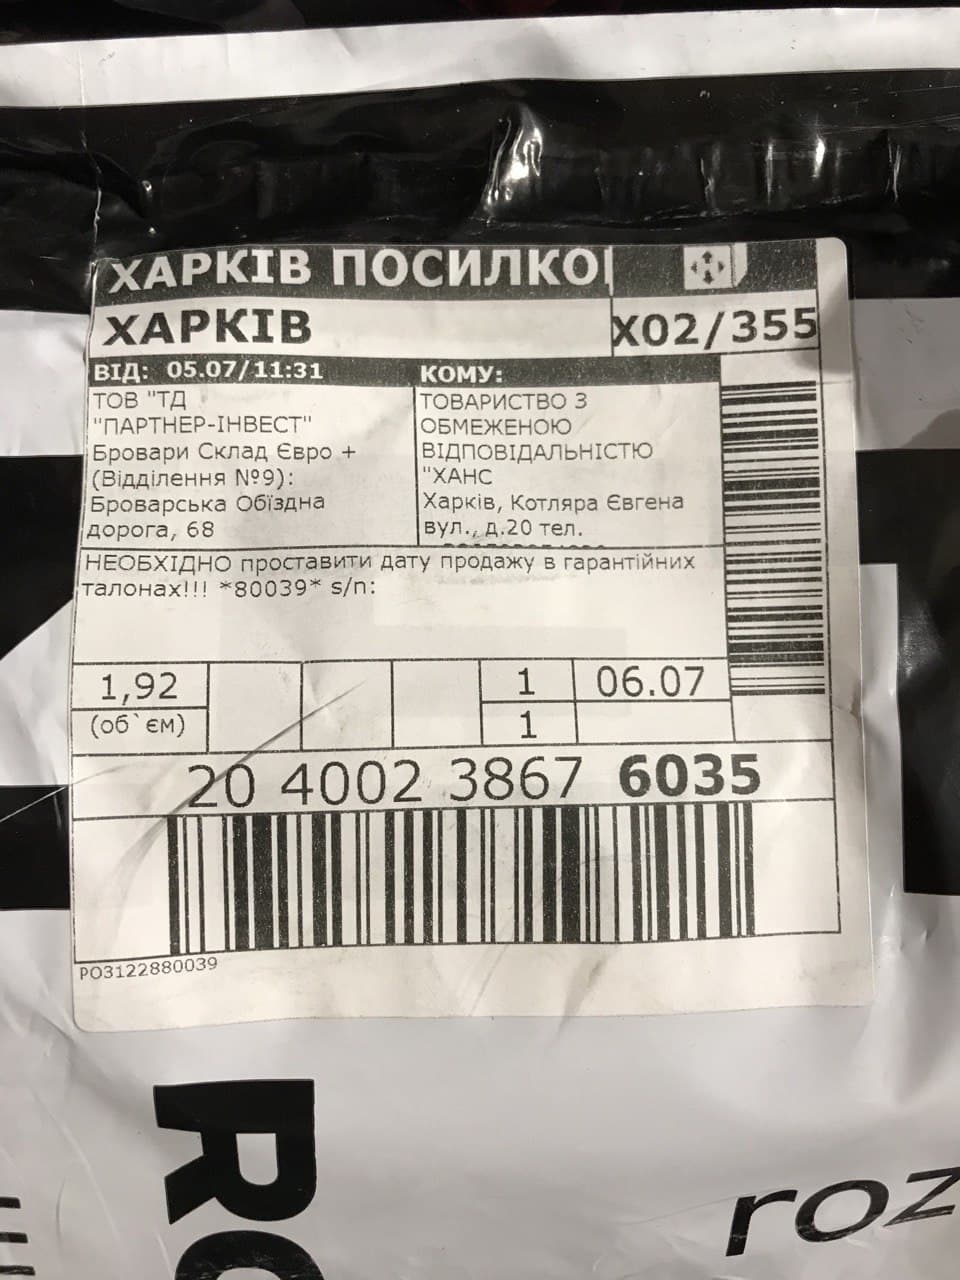 ХАРКІВ ПОСИЛКО
ХАРКІВ
Х02/355
ВІД: 05.07/11:31
ТОВ "ТД
"ПАРТНЕР-ІНВЕСТ"
Бровари Склад Євро +
(Відділення №9):
Броварська Обїздна
дорога, 68
КОМУ:
ТОВАРИСТВО З
ОБМЕЖЕНОЮ
ВІДПОВІДАЛЬНІСТЮ
"ХАНС
Харків, Котляра Євгена
вул., д.20 тел.
НЕОБХІДНО проставити дату продажу в гарантійних
талонах!!! *80039* s/n:
1,92
(об`єм)
1
1
06.07
20 4002 3867 6035
PO3122880039
RO
roz